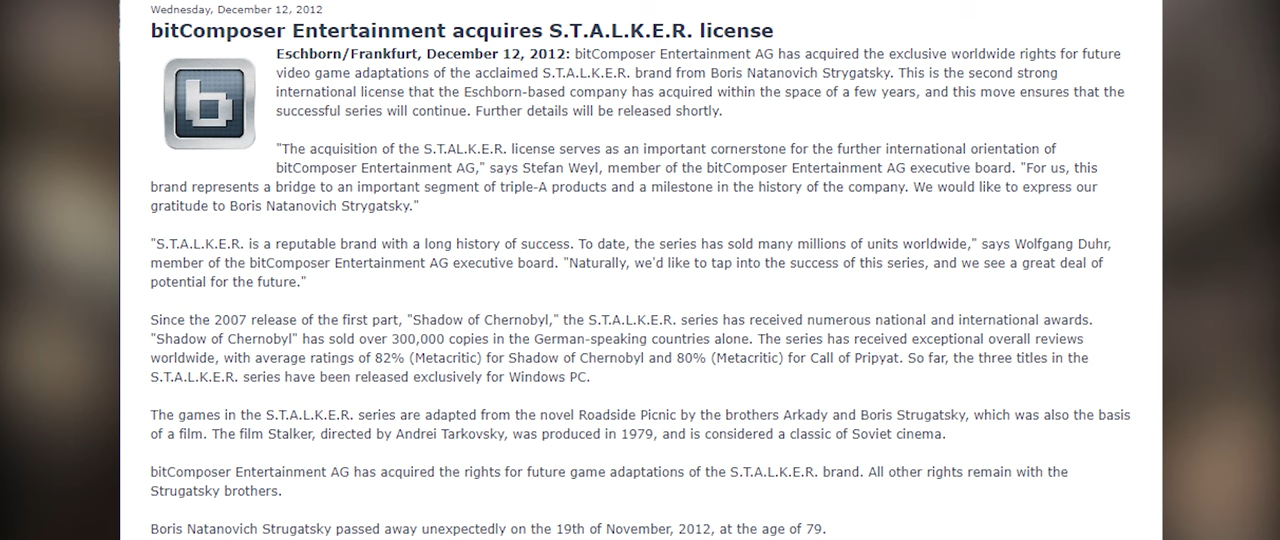 Wednesday, December 12, 2012
bitComposer Entertainment acquires S.T.A.L.K.E.R. license
Eschborn/Frankfurt, December 12, 2012: bitComposer Entertainment AG has acquired the exclusive worldwide rights for future
video game adaptations of the acclaimed S.T.A.L.K.E.R. brand from Boris Natanovich Strygatsky. This is the second strong
international license that the Eschborn-based company has acquired within the space of a few years, and this move ensures that the
successful series will continue. Further details will be released shortly.
"The acquisition of the S.T.AL.K.E.R. license serves as an important cornerstone for the further international orientation of
bitComposer Entertainment AG," says Stefan Weyl, member of the bitComposer Entertainment AG executive board. "For us, this
brand represents a bridge to an important segment of triple-A products and a milestone in the history of the company. We would like to express our
gratitude to Boris Natanovich Strygatsky."
"S.T.A.L.K.E.R. is a reputable brand with a long history of success. To date, the series has sold many millions of units worldwide," says Wolfgang Duhr,
member of the bitComposer Entertainment AG executive board. "Naturally, we'd like to tap into the success of this series, and we see a great deal of
potential for the future."
Since the 2007 release of the first part, "Shadow of Chernobyl," the S.T.A.L.K.E.R. series has received numerous national and international awards.
"Shadow of Chernobyl" has sold over 300,000 copies in the German-speaking countries alone. The series has received exceptional overall reviews
worldwide, with average ratings of 82% (Metacritic) for Shadow of Chernobyl and 80% (Metacritic) for Call of Pripyat. So far, the three titles in the
S.T.A.L.K.E.R. series have been released exclusively for Windows PC.
The games in the S.T.A.L.K.E.R. series are adapted from the novel Roadside Picnic by the brothers Arkady and Boris Strugatsky, which was also the basis
of a film. The film Stalker, directed by Andrei Tarkovsky, was produced in 1979, and is considered a classic of Soviet cinema.
bitComposer Entertainment AG has acquired the rights for future game adaptations of the S.T.A.L.K.E.R. brand. All other rights remain with the
Strugatsky brothers.
Boris Natanovich Strugatsky passed away unexpectedly on the 19th of November, 2012, at the age of 79.